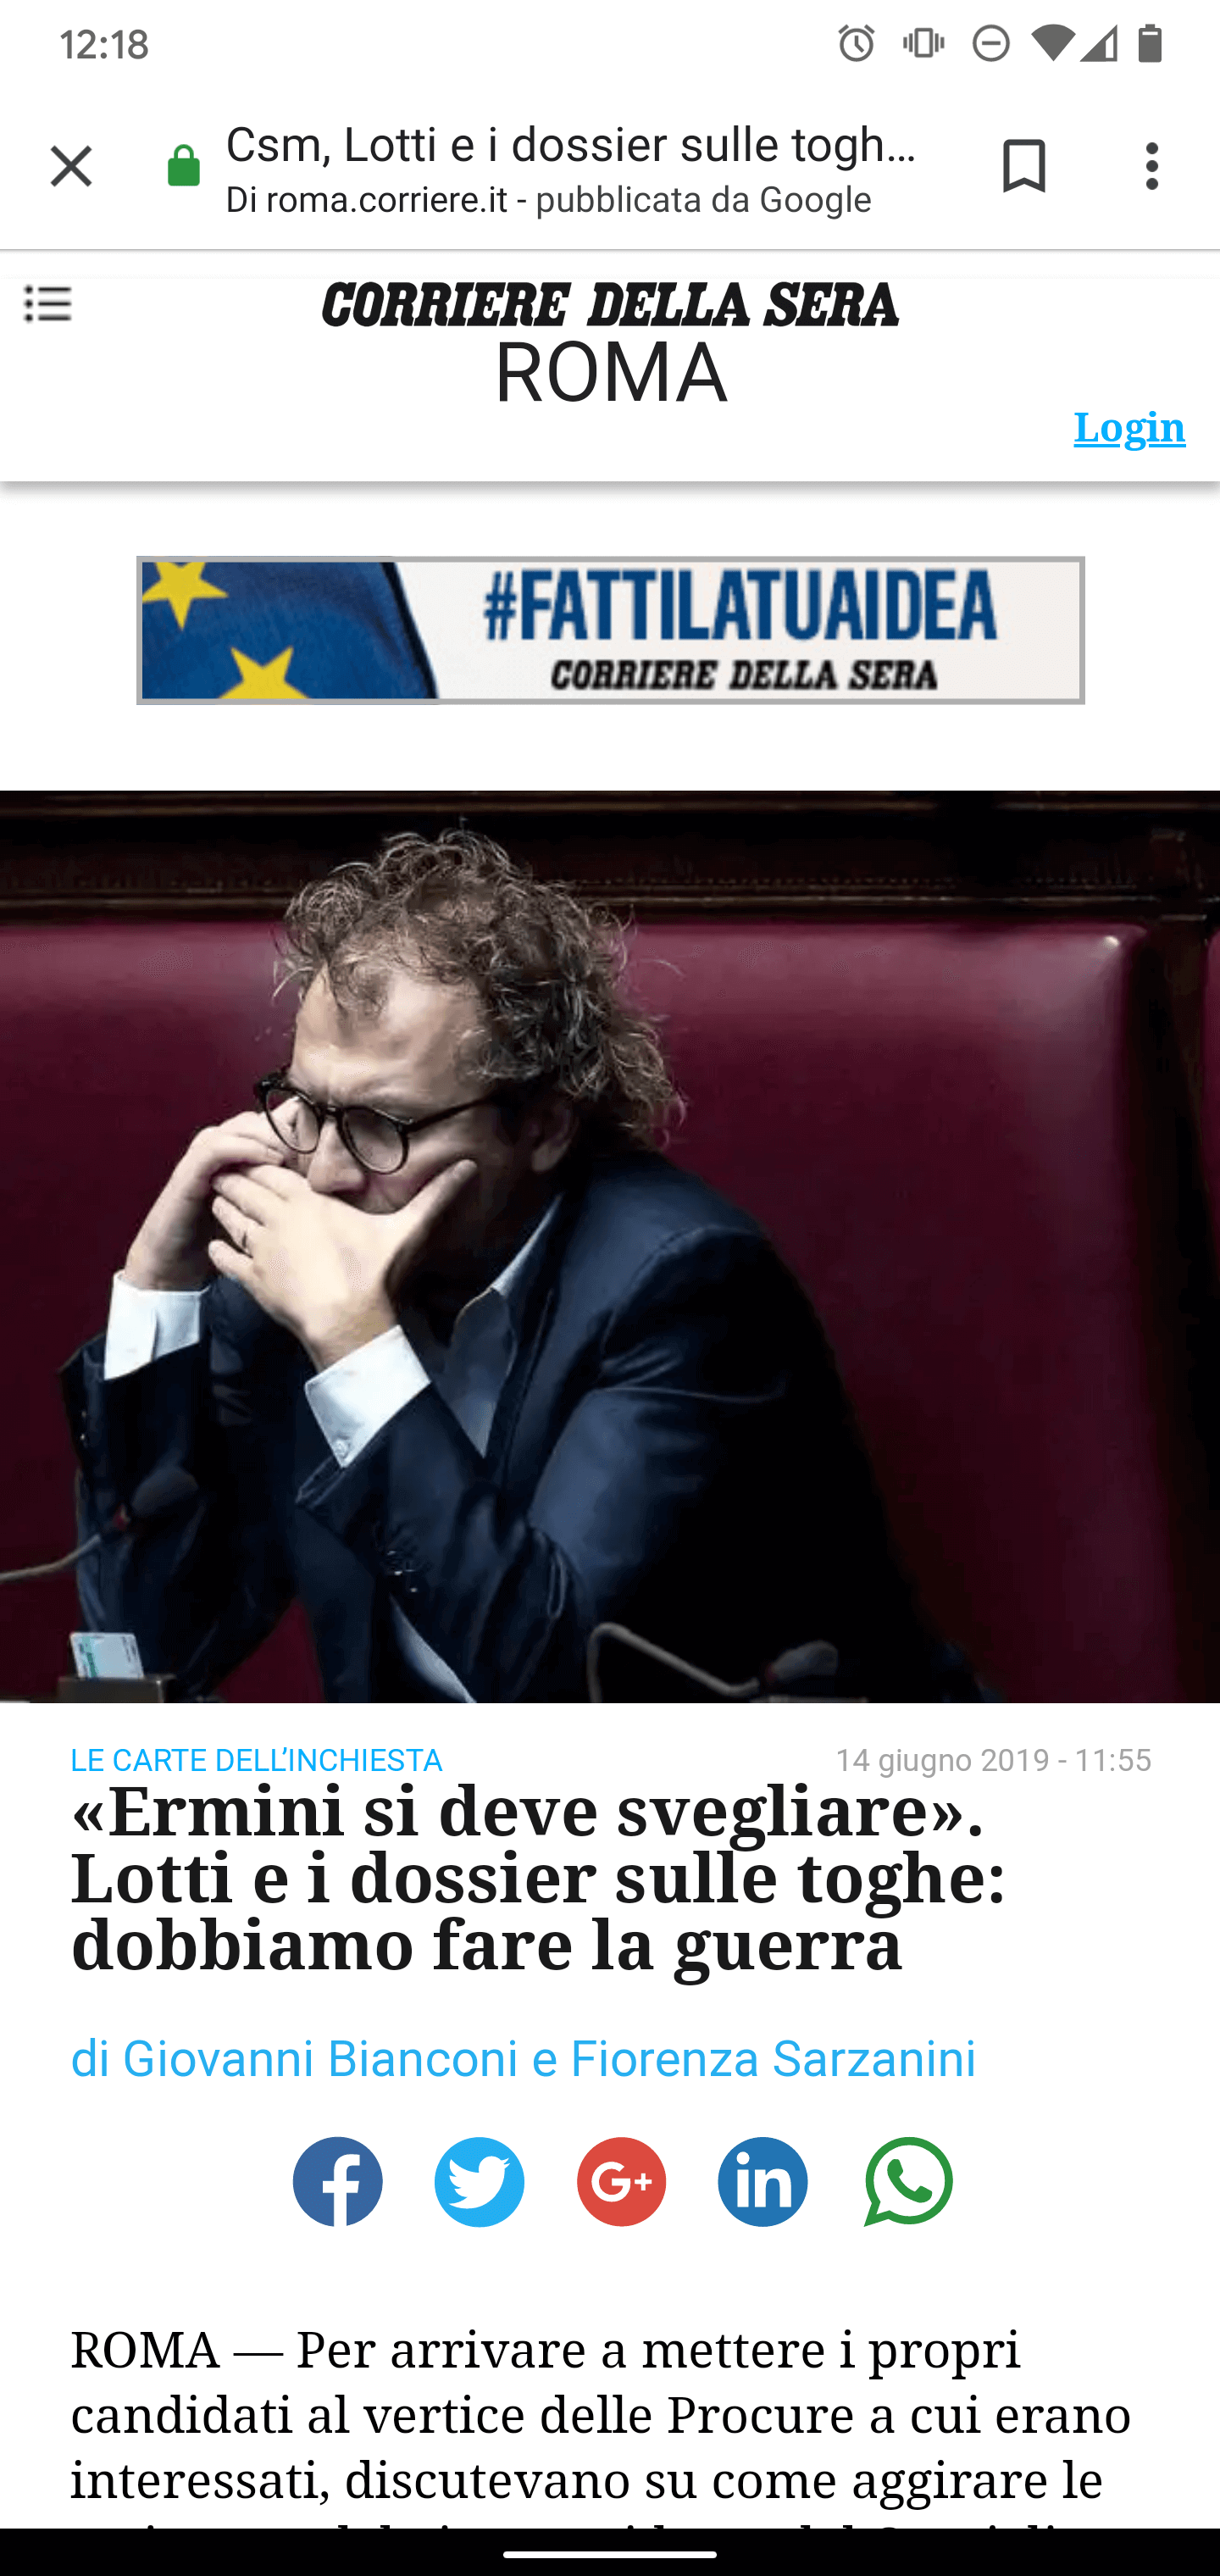 12:18
Csm, Lotti e i dossier sulle togh...
Di roma.corriere.it - pubblicata da Google
CORRIERE DELLA SERA
ROMA
Login
#FATTILATUAIDEA
CORRIERE DELLA SERA
LE CARTE DELL’INCHIESTA
14 giugno 2019 - 11:55
«Ermini si deve svegliare».
Lotti e i dossier sulle toghe:
dobbiamo fare la guerra
di Giovanni Bianconi e Fiorenza Sarzanini
f
G+
in
ROMA — Per arrivare a mettere i propri
candidati al vertice delle Procure a cui erano
interessati, discutevano su come aggirare le